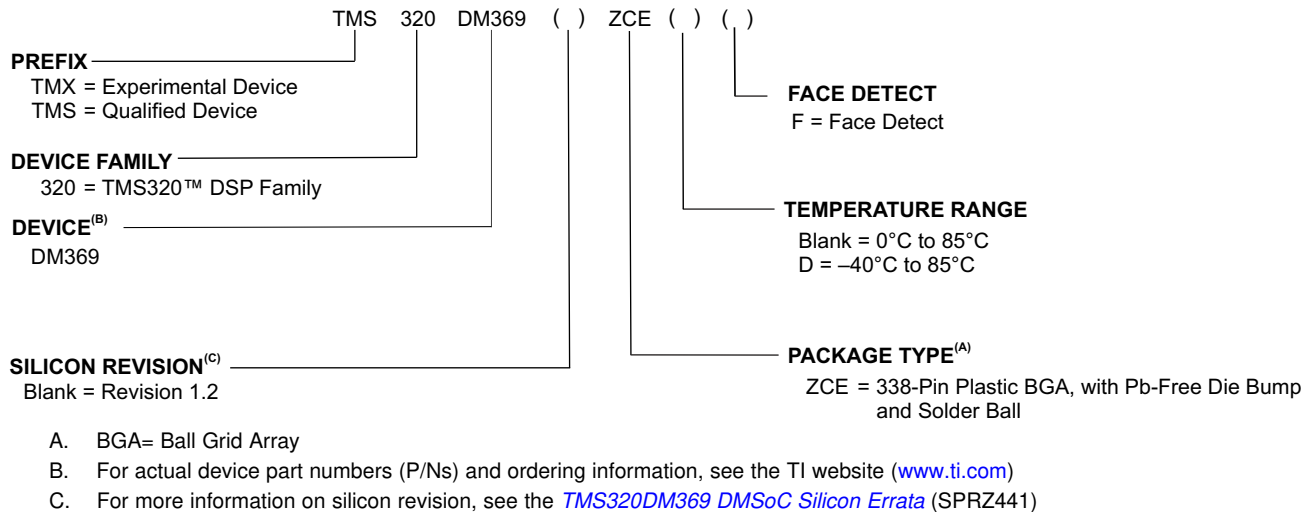 TMS 320 DM369 ( ) ZCE ( ) ( )
PREFIX
TMX = Experimental Device
TMS = Qualified Device
FACE DETECT
F = Face Detect
DEVICE FAMILY
320 = TMS320™ DSP Family
DEVICE(B)
DM369
TEMPERATURE RANGE
Blank = 0°C to 85°C
D = –40°C to 85°C
SILICON REVISION(C)
Blank = Revision 1.2
PACKAGE TYPE(A)
ZCE = 338-Pin Plastic BGA, with Pb-Free Die Bump
and Solder Ball
A. BGA= Ball Grid Array
B. For actual device part numbers (P/Ns) and ordering information, see the TI website (www.ti.com)
C. For more information on silicon revision, see the TMS320DM369 DMSoC Silicon Errata (SPRZ441)